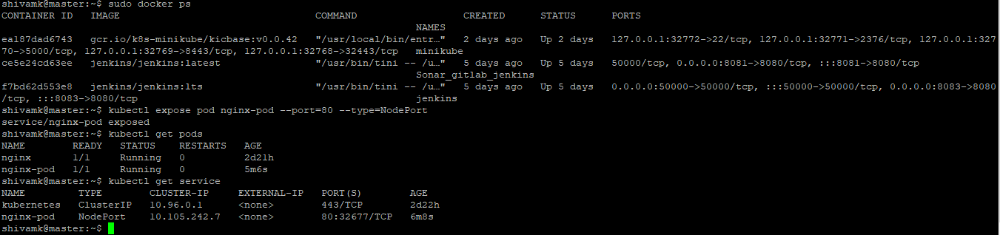 shivamk@master:~$ sudo docker ps
CONTAINER ID   IMAGE                                 COMMAND                  CREATED      STATUS      PORTS
                                                                      NAMES
ea187dad6743   gcr.io/k8s-minikube/kicbase:v0.0.42   "/usr/local/bin/entr…"   2 days ago   Up 2 days   127.0.0.1:32772->22/tcp, 127.0.0.1:32771->2376/tcp, 127.0.0.1:327
70->5000/tcp, 127.0.0.1:32769->8443/tcp, 127.0.0.1:32768->32443/tcp   minikube
ce5e24cd63ee   jenkins/jenkins:latest                "/usr/bin/tini -- /u…"   5 days ago   Up 5 days   50000/tcp, 0.0.0.0:8081->8080/tcp, :::8081->8080/tcp
                                                                      Sonar_gitlab_jenkins
f7bd62d553e8   jenkins/jenkins:lts                   "/usr/bin/tini -- /u…"   5 days ago   Up 5 days   0.0.0.0:50000->50000/tcp, :::50000->50000/tcp, 0.0.0.0:8083->8080
/tcp, :::8083->8080/tcp                                               jenkins
shivamk@master:~$ kubectl expose pod nginx-pod --port=80 --type=NodePort
service/nginx-pod exposed
shivamk@master:~$ kubectl get pods
NAME        READY   STATUS    RESTARTS   AGE
nginx       1/1     Running   0          2d21h
nginx-pod   1/1     Running   0          5m6s
shivamk@master:~$ kubectl get service
NAME         TYPE        CLUSTER-IP     EXTERNAL-IP   PORT(S)        AGE
kubernetes   ClusterIP   10.96.0.1      <none>        443/TCP        2d22h
nginx-pod    NodePort    10.105.242.7   <none>        80:32677/TCP   6m8s
shivamk@master:~$